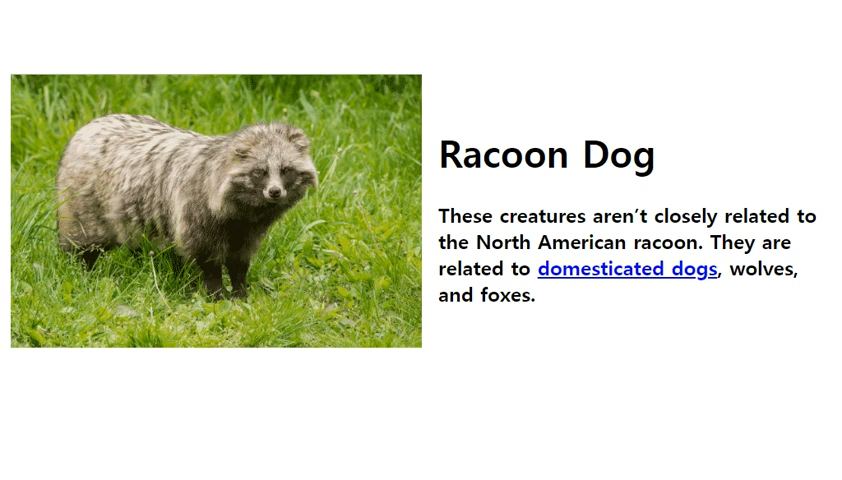 Racoon Dog
These creatures aren’t closely related to
the North American racoon. They are
related to domesticated dogs, wolves,
and foxes.